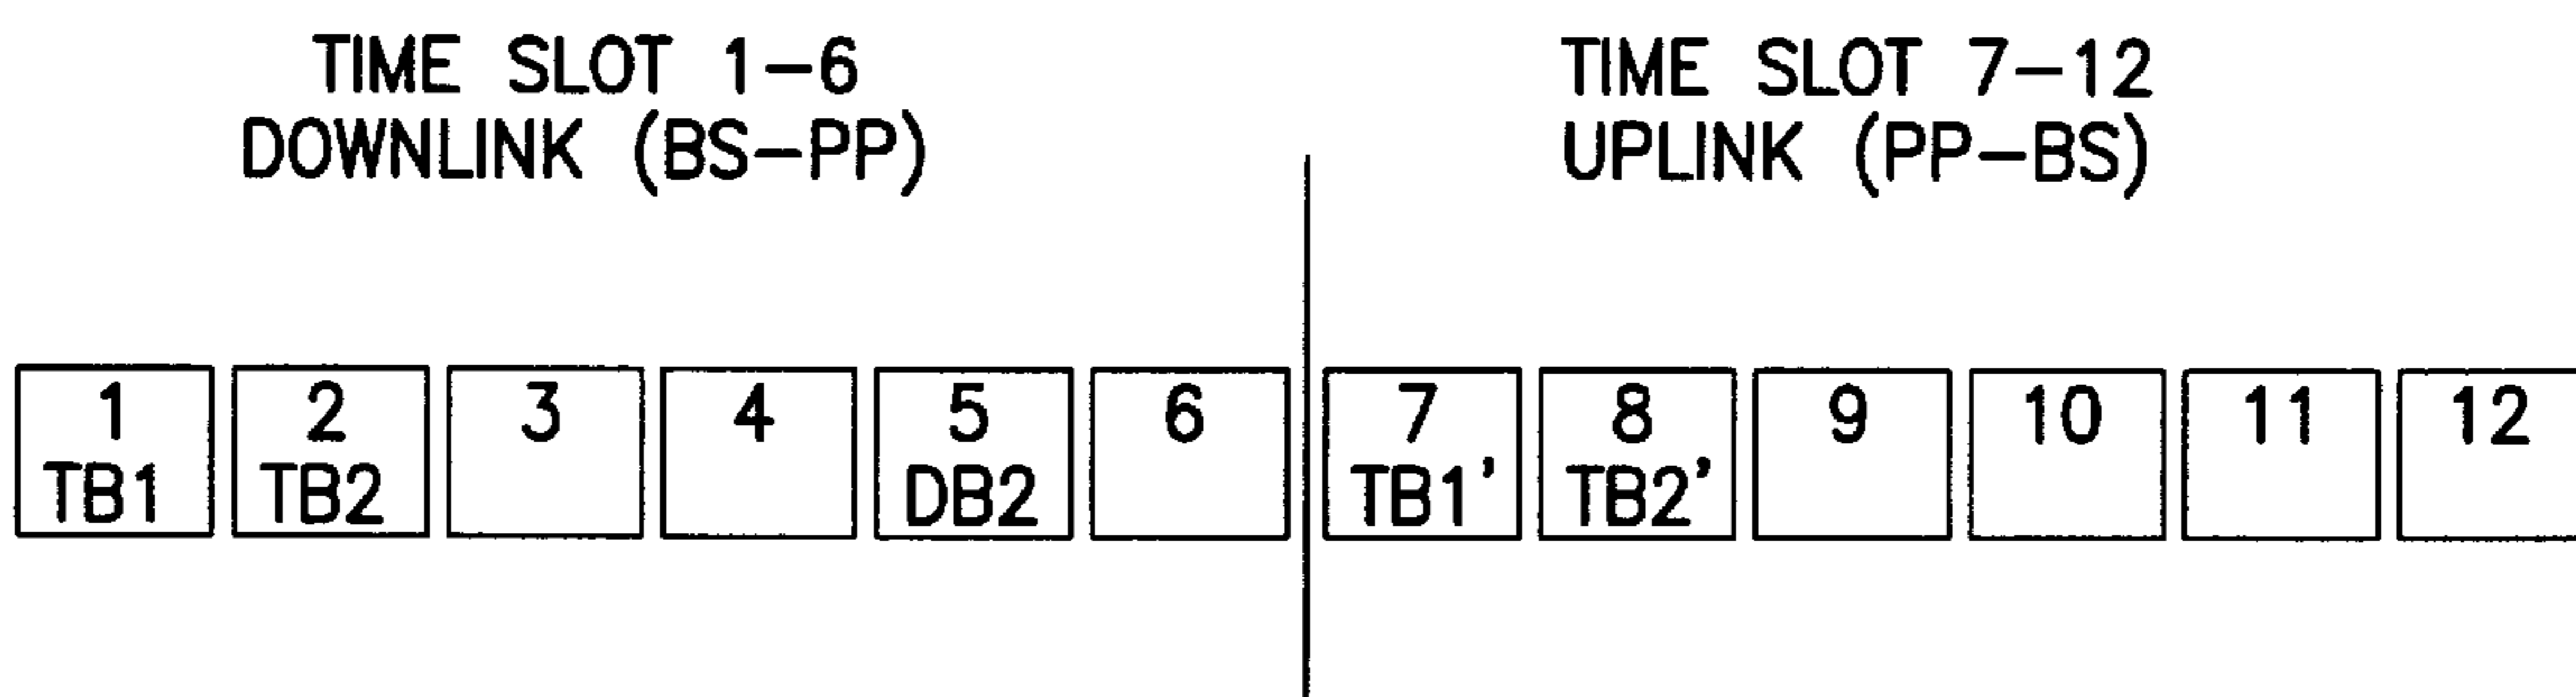 TIME SLOT 1-6
DOWNLINK (BS-PP)
TIME SLOT 7-12
UPLINK (PP-BS)
1 2 3 4 5 6 7 8 9 10 11 12
TB1 TB2 DB2 TB1' TB2'